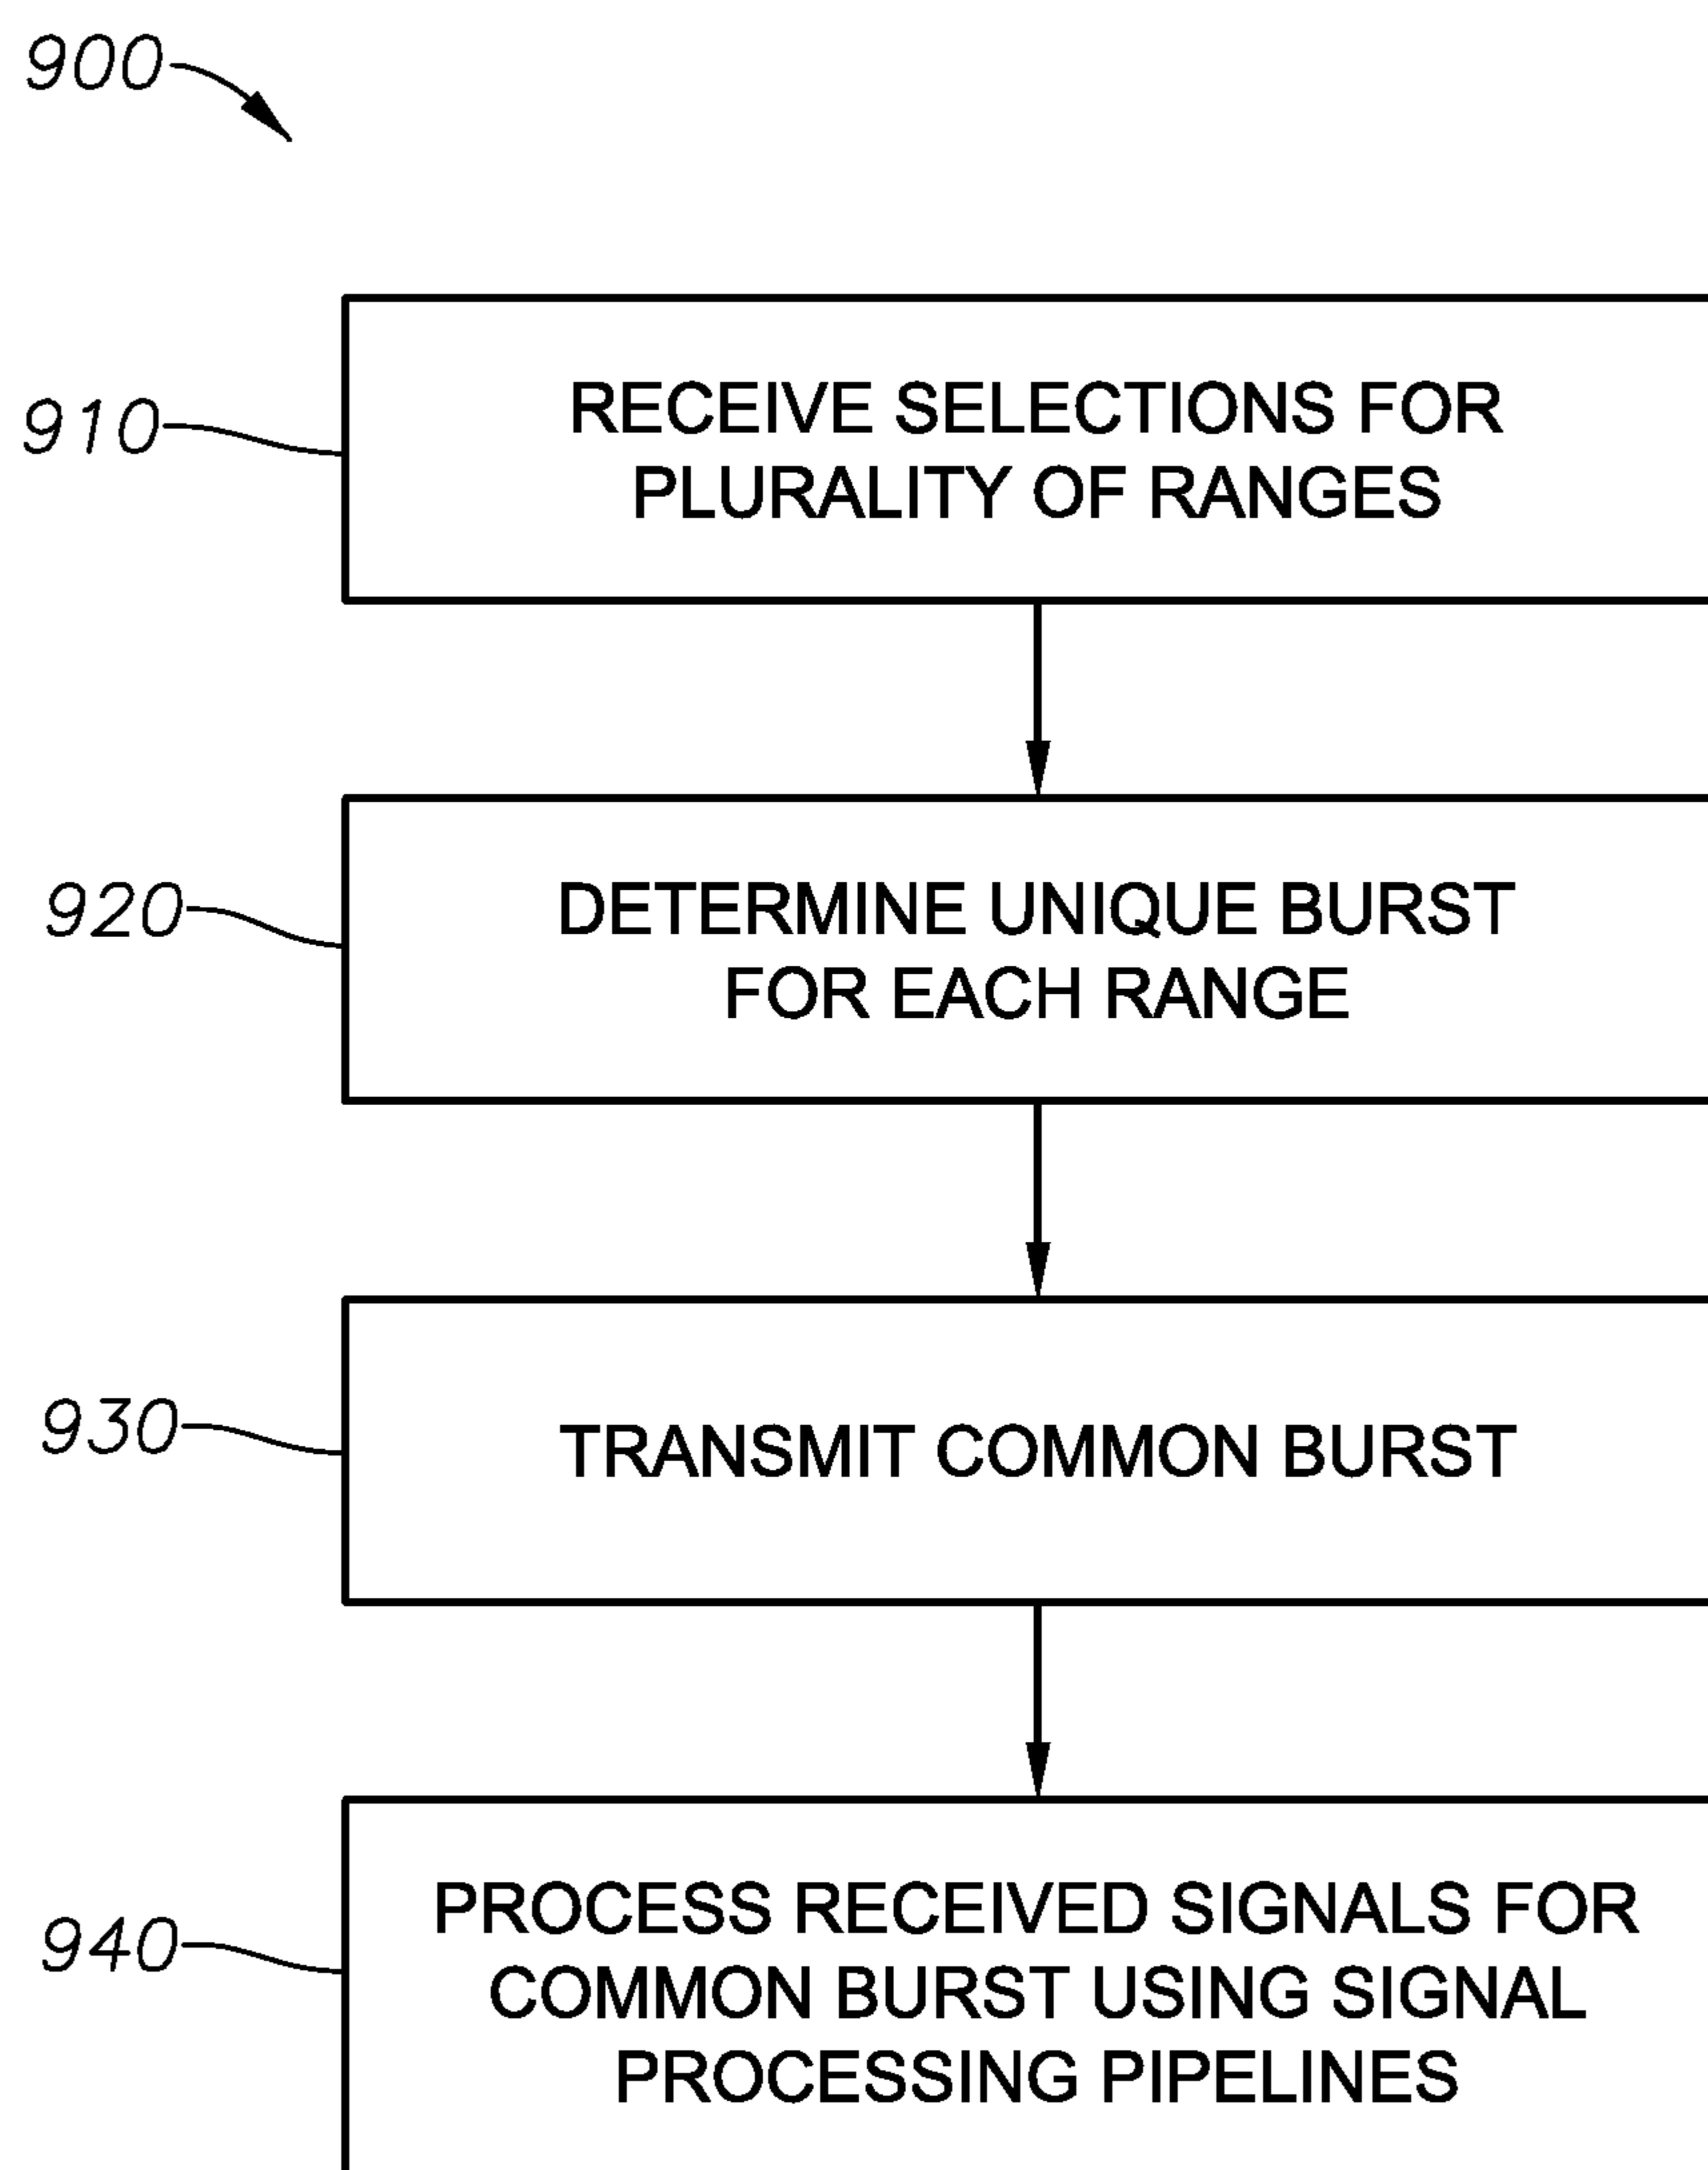 900
910
RECEIVE SELECTIONS FOR
PLURALITY OF RANGES
920
DETERMINE UNIQUE BURST
FOR EACH RANGE
930
TRANSMIT COMMON BURST
940
PROCESS RECEIVED SIGNALS FOR
COMMON BURST USING SIGNAL
PROCESSING PIPELINES